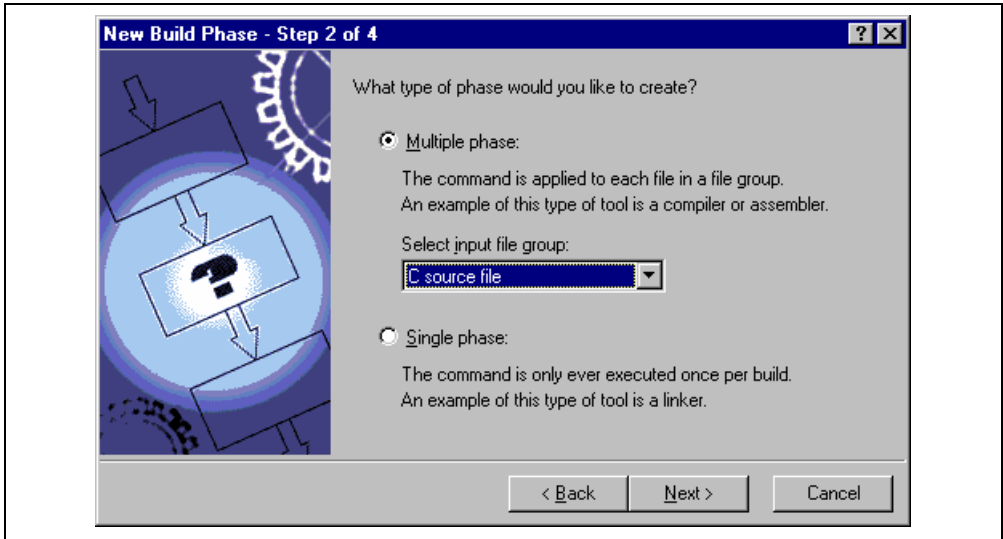 New Build Phase - Step 2 of 4
What type of phase would you like to create?
Multiple phase:
The command is applied to each file in a file group.
An example of this type of tool is a compiler or assembler.
Select input file group:
C source file
?
Single phase:
The command is only ever executed once per build.
An example of this type of tool is a linker.
< Back Next > Cancel